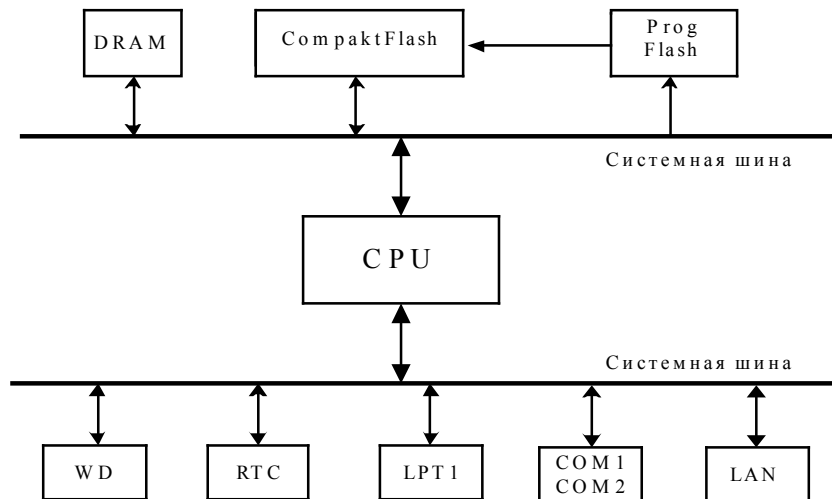 DRAM
CompaktFlash
Prog
Flash
Системная шина
CPU
Системная шина
WD
RTC
LPT1
COM1
COM2
LAN